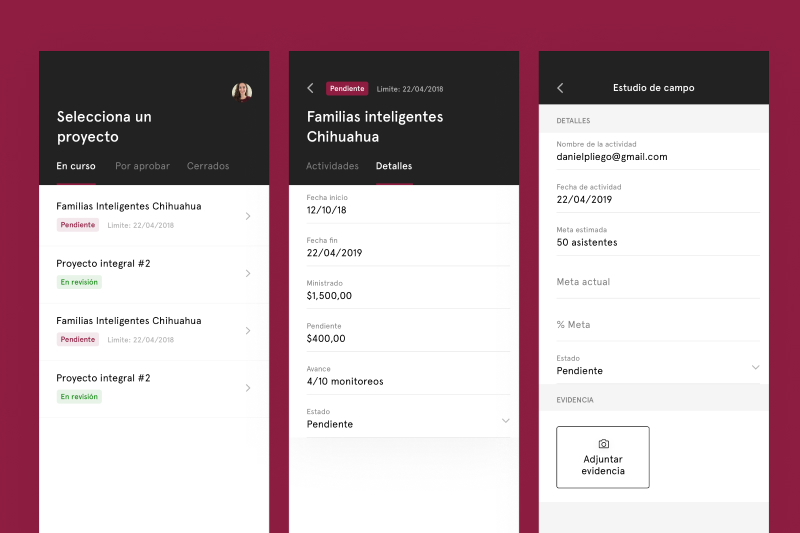 Selecciona un
proyecto
En curso
Por aprobar
Cerrados
Familias Inteligentes Chihuahua
Pendiente
Límite: 22/04/2018
Proyecto integral #2
En revisión
Familias Inteligentes Chihuahua
Pendiente
Límite: 22/04/2018
Proyecto integral #2
En revisión
Pendiente
Límite: 22/04/2018
Familias inteligentes
Chihuahua
Actividades
Detalles
Fecha inicio
12/10/18
Fecha fin
22/04/2019
Ministrado
$1,500,00
Pendiente
$400,00
Avance
4/10 monitoreos
Estado
Pendiente
Estudio de campo
DETALLES
Nombre de la actividad
danielpliego@gmail.com
Fecha de actividad
22/04/2019
Meta estimada
50 asistentes
Meta actual
% Meta
Estado
Pendiente
EVIDENCIA
Adjuntar
evidencia